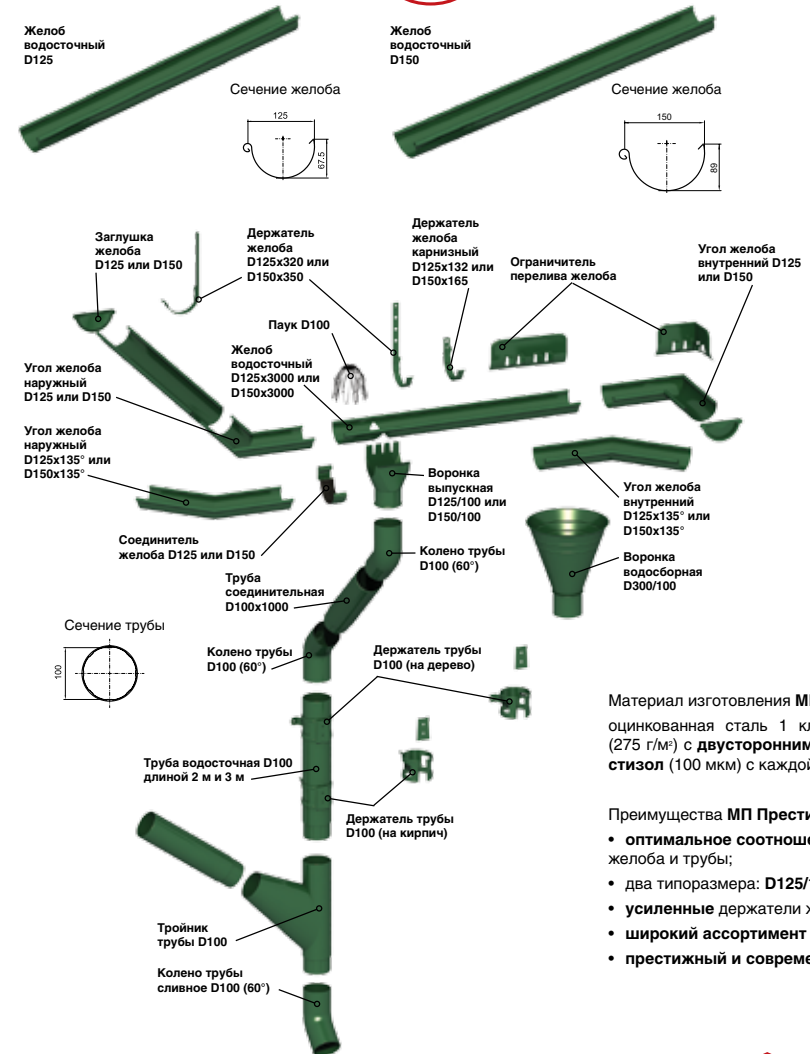 Желоб
водосточный
D125
Желоб
водосточный
D150
Сечение желоба
125
67.5
Сечение желоба
150
89
Заглушка
желоба
D125 или D150
Держатель
желоба
D125x320 или
D150x350
Держатель
желоба
карнизный
D125x132 или
D150x165
Ограничитель
перелива желоба
Угол желоба
внутренний D125
или D150
Паук D100
Желоб
водосточный
D125x3000 или
D150x3000
Угол желоба
наружный
D125 или D150
Угол желоба
наружный
D125x135° или
D150x135°
Воронка
выпускная
D125/100 или
D150/100
Угол желоба
внутренний
D125x135° или
D150x135°
Соединитель
желоба D125 или D150
Колено трубы
D100 (60°)
Воронка
водосборная
D300/100
Труба
соединительная
D100x1000
Сечение трубы
100
Колено трубы
D100 (60°)
Держатель трубы
D100 (на дерево)
Труба водосточная D100
длиной 2 м и 3 м
Держатель трубы
D100 (на кирпич)
Тройник
трубы D100
Колено трубы
сливное D100 (60°)
Материал изготовления
оцинкованная сталь 1
(275 г/м²) с двусторонним
стизол (100 мкм) с каждой
Преимущества МП Прести
• оптимальное соотноше
желоба и трубы;
• два типоразмера: D125/
• усиленные держатели
• широкий ассортимент
• престижный и совреме